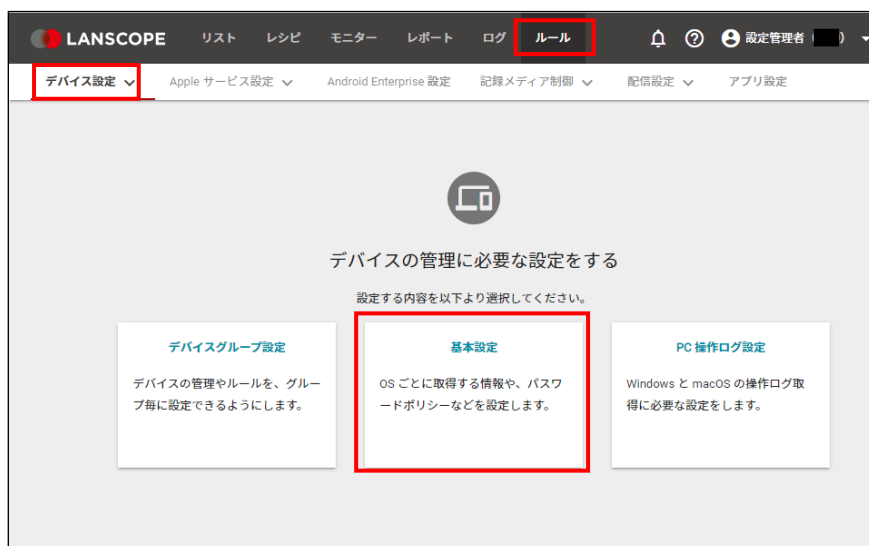 LANSCOPE リスト レシピ モニター レポート ログ ルール 設定管理者 ( )
デバイス設定 Apple サービス設定 Android Enterprise 設定 記録メディア制御 配信設定 アプリ設定
デバイスの管理に必要な設定をする
設定する内容を以下より選択してください。
デバイスグループ設定
デバイスの管理やルールを、グルー
プ毎に設定できるようにします。
基本設定
OS ごとに取得する情報や、パスワ
ードポリシーなどを設定します。
PC 操作ログ設定
Windows と macOS の操作ログ取
得に必要な設定をします。